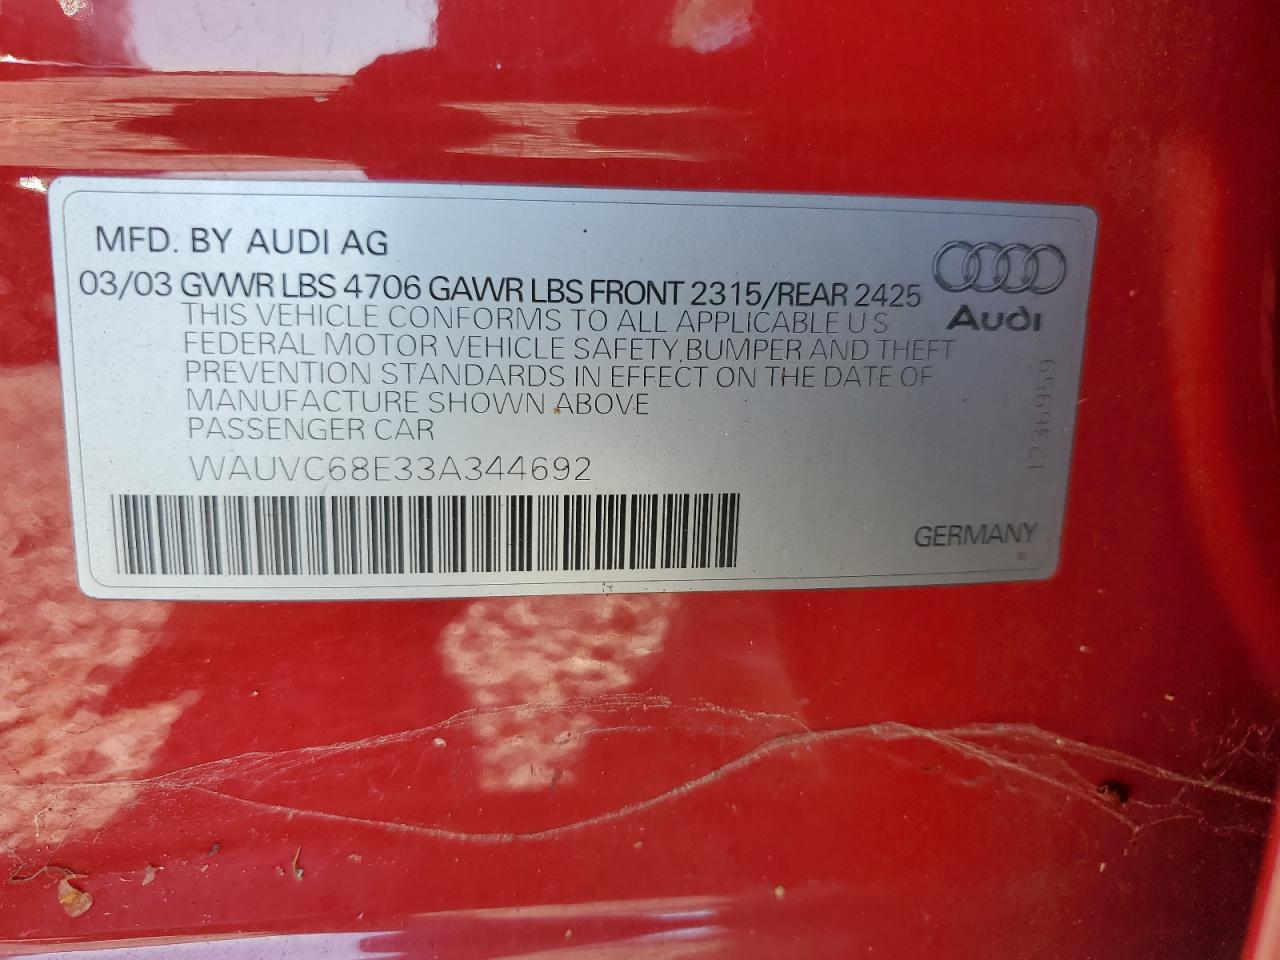 MFD. BY AUDI AG
03/03 GVWR LBS 4706 GAWR LBS FRONT 2315/REAR 2425
THIS VEHICLE CONFORMS TO ALL APPLICABLE U S
FEDERAL MOTOR VEHICLE SAFETY, BUMPER AND THEFT
PREVENTION STANDARDS IN EFFECT ON THE DATE OF
MANUFACTURE SHOWN ABOVE
PASSENGER CAR
WAUVC68E33A344692
Audi
1236959
GERMANY